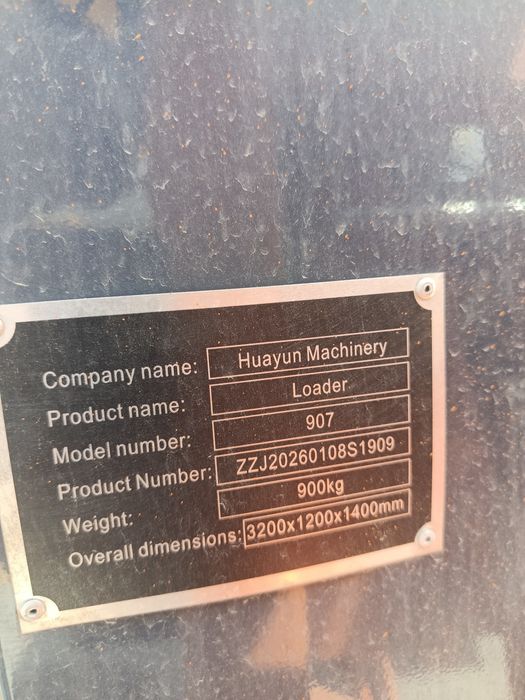 Company name: Huayun Machinery
Product name: Loader
Model number: 907
Product Number: ZZJ20260108S1909
Weight: 900kg
Overall dimensions: 3200x1200x1400mm